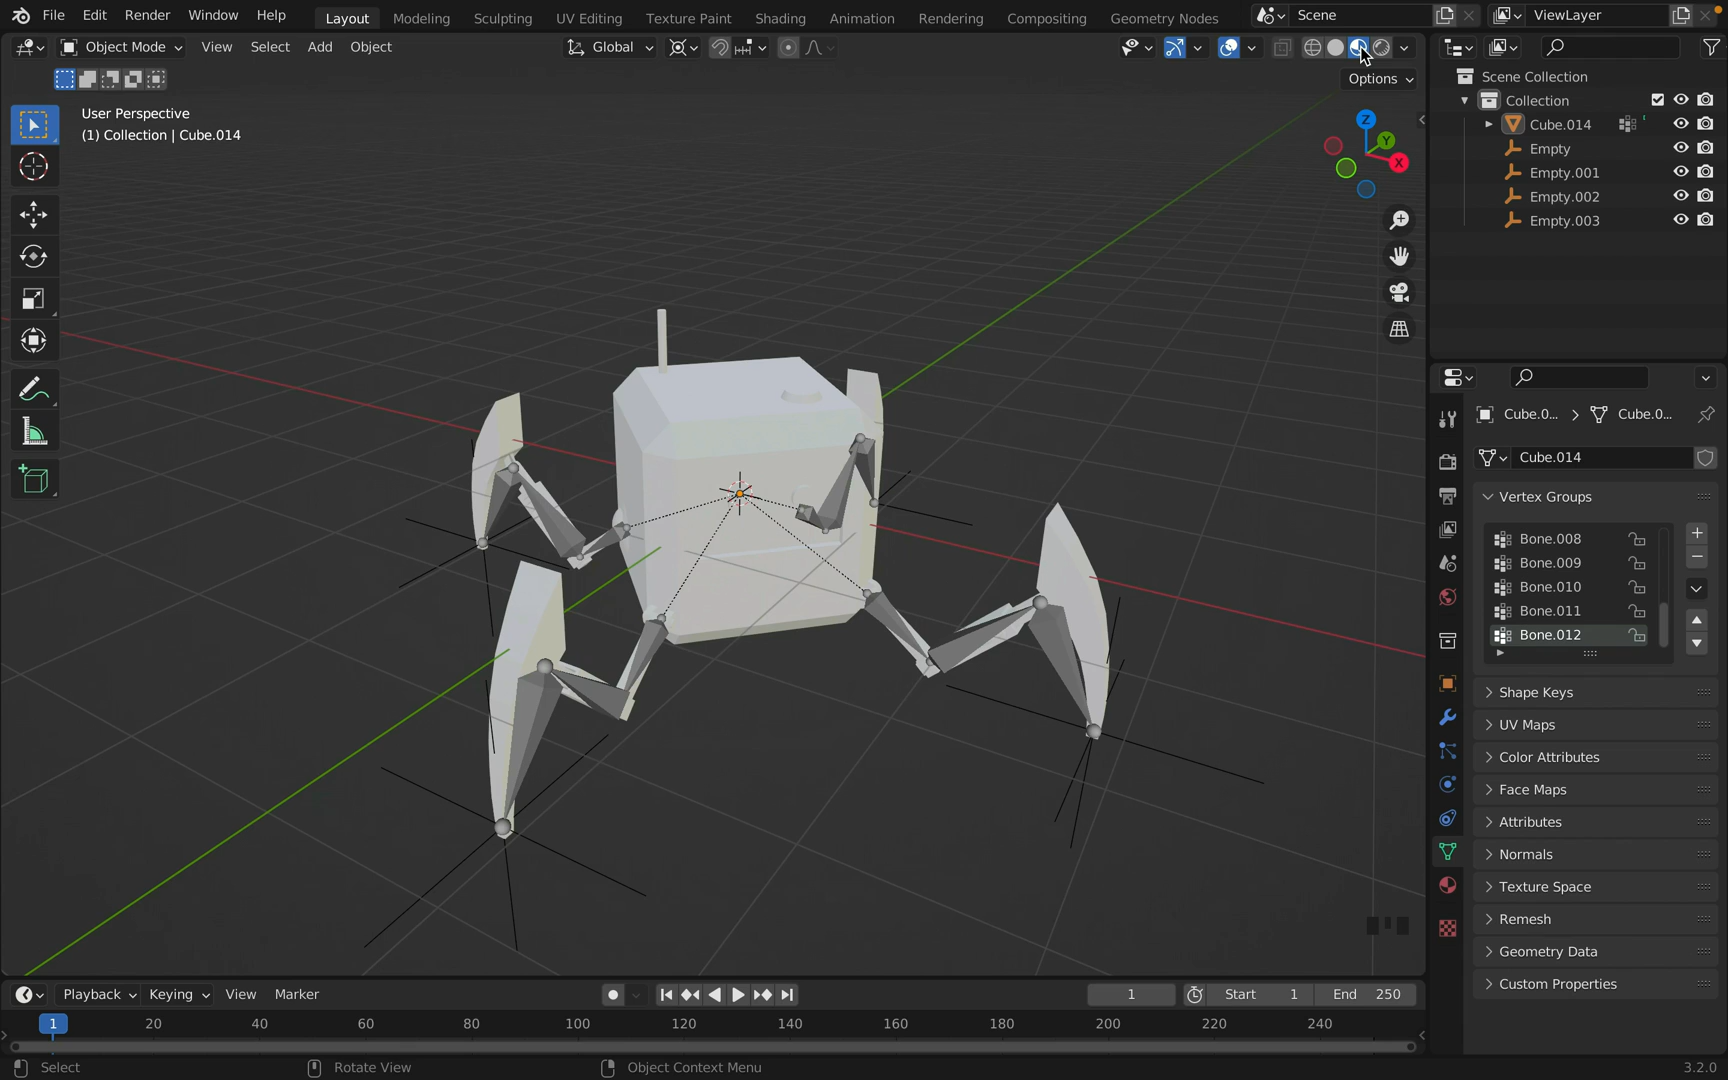 File Edit Render Window Help Layout Modeling Sculpting UV Editing Texture Paint Shading Animation Rendering Compositing Geometry Nodes Scene ViewLayer
Object Mode View Select Add Object Global
Options
User Perspective
(1) Collection | Cube.014
Z
Y
X
Scene Collection
Collection
Cube.014
Empty
Empty.001
Empty.002
Empty.003
Cube.0... > Cube.0...
Cube.014
Vertex Groups
Bone.008
Bone.009
Bone.010
Bone.011
Bone.012
Shape Keys
UV Maps
Color Attributes
Face Maps
Attributes
Normals
Texture Space
Remesh
Geometry Data
Custom Properties
Playback Keying View Marker 1 Start 1 End 250
1 20 40 60 80 100 120 140 160 180 200 220 240
Select Rotate View Object Context Menu 3.2.0